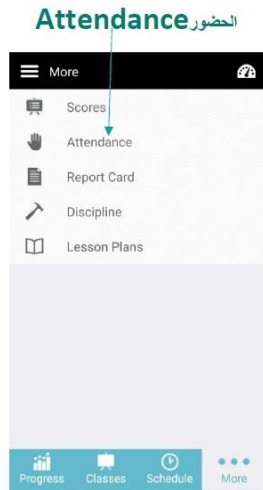 Attendance الحضور
More
Scores
Attendance
Report Card
Discipline
Lesson Plans
Progress Classes Schedule More